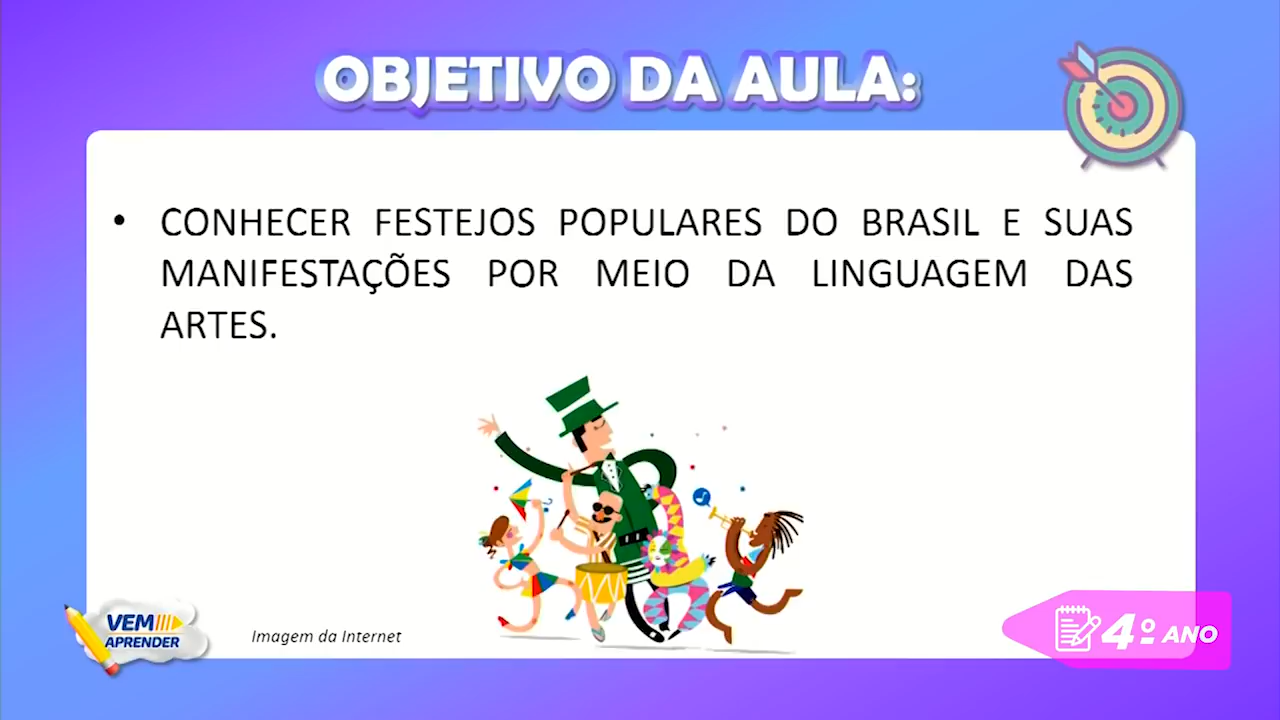 OBJETIVO DA AULA:
• CONHECER FESTEJOS POPULARES DO BRASIL E SUAS
MANIFESTAÇÕES POR MEIO DA LINGUAGEM DAS
ARTES.
VEM
APRENDER
Imagem da Internet
4º ANO